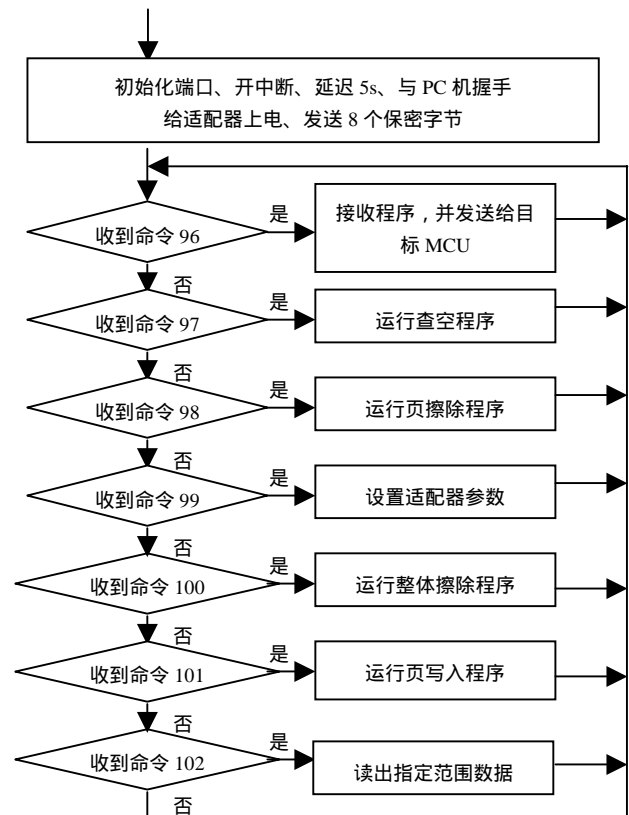 初始化端口、开中断、延迟 5s、与 PC 机握手
给适配器上电、发送 8 个保密字节
收到命令 96
是
接收程序，并发送给目
标 MCU
否
收到命令 97
是
运行查空程序
否
收到命令 98
是
运行页擦除程序
否
收到命令 99
是
设置适配器参数
否
收到命令 100
是
运行整体擦除程序
否
收到命令 101
是
运行页写入程序
否
收到命令 102
是
读出指定范围数据
否